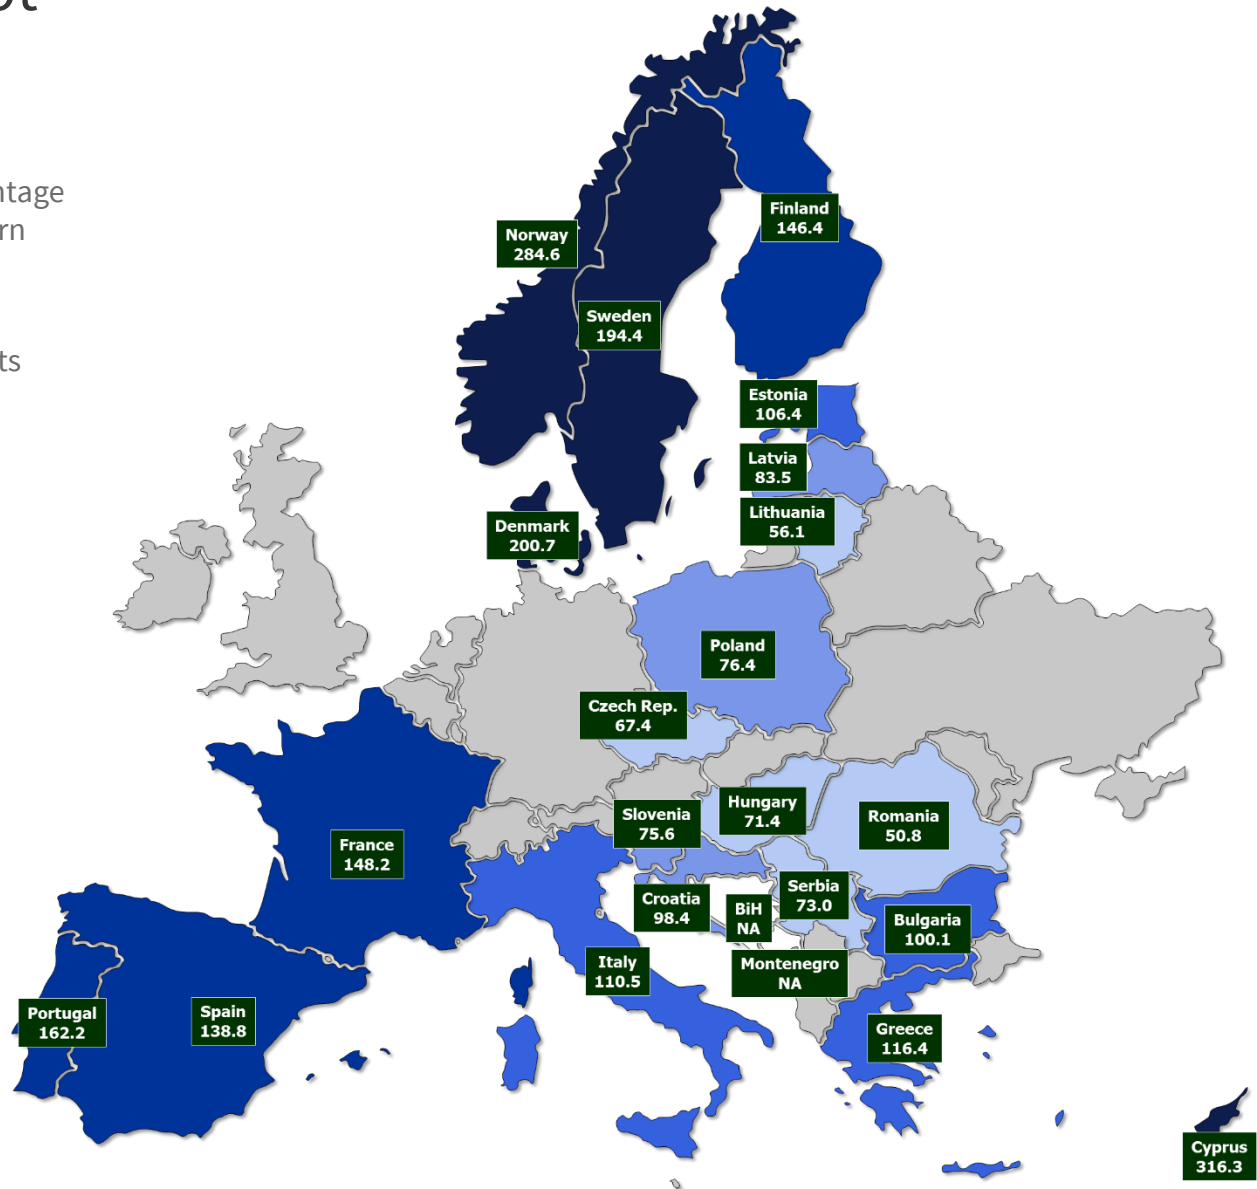 ntage
rn
ts
Norway
284.6
Finland
146.4
Sweden
194.4
Estonia
106.4
Latvia
83.5
Lithuania
56.1
Denmark
200.7
Poland
76.4
Czech Rep.
67.4
Slovenia
75.6
Hungary
71.4
Romania
50.8
France
148.2
Croatia
98.4
BiH
NA
Serbia
73.0
Bulgaria
100.1
Italy
110.5
Montenegro
NA
Portugal
162.2
Spain
138.8
Greece
116.4
Cyprus
316.3